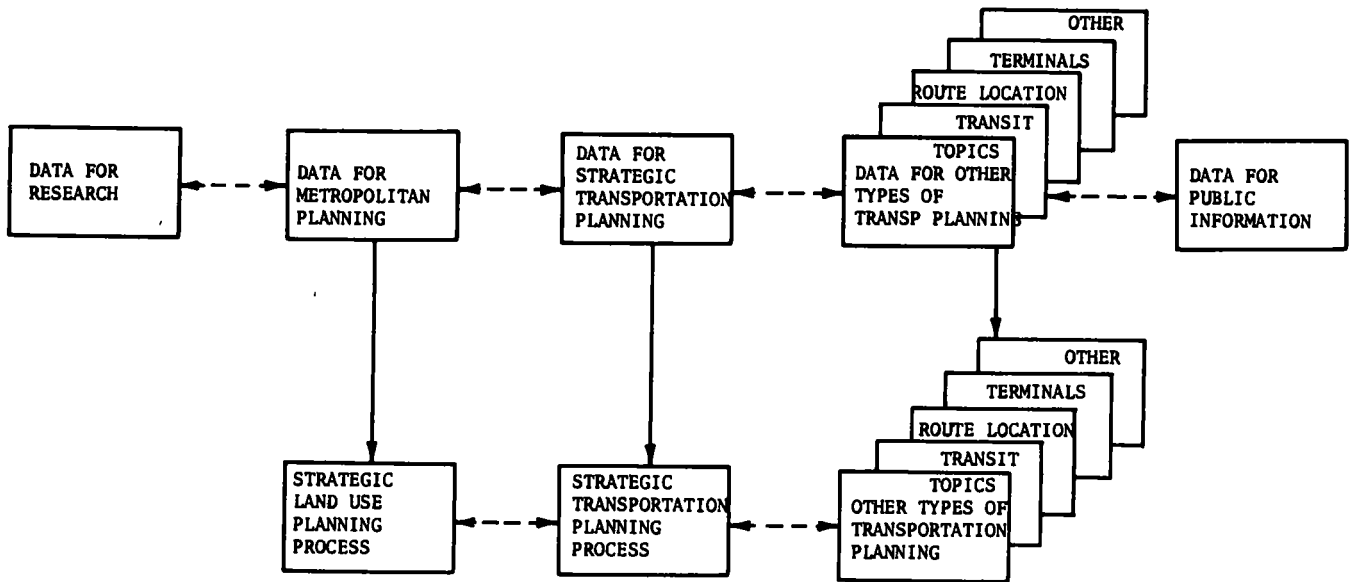 OTHER
TERMINALS
ROUTE LOCATION
TRANSIT
TOPICS
DATA FOR
RESEARCH
DATA FOR
METROPOLITAN
PLANNING
DATA FOR
STRATEGIC
TRANSPORTATION
PLANNING
DATA FOR OTHER
TYPES OF
TRANSP PLANNING
DATA FOR
PUBLIC
INFORMATION
OTHER
TERMINALS
ROUTE LOCATION
TRANSIT
TOPICS
STRATEGIC
LAND USE
PLANNING
PROCESS
STRATEGIC
TRANSPORTATION
PLANNING
PROCESS
OTHER TYPES OF
TRANSPORTATION
PLANNING